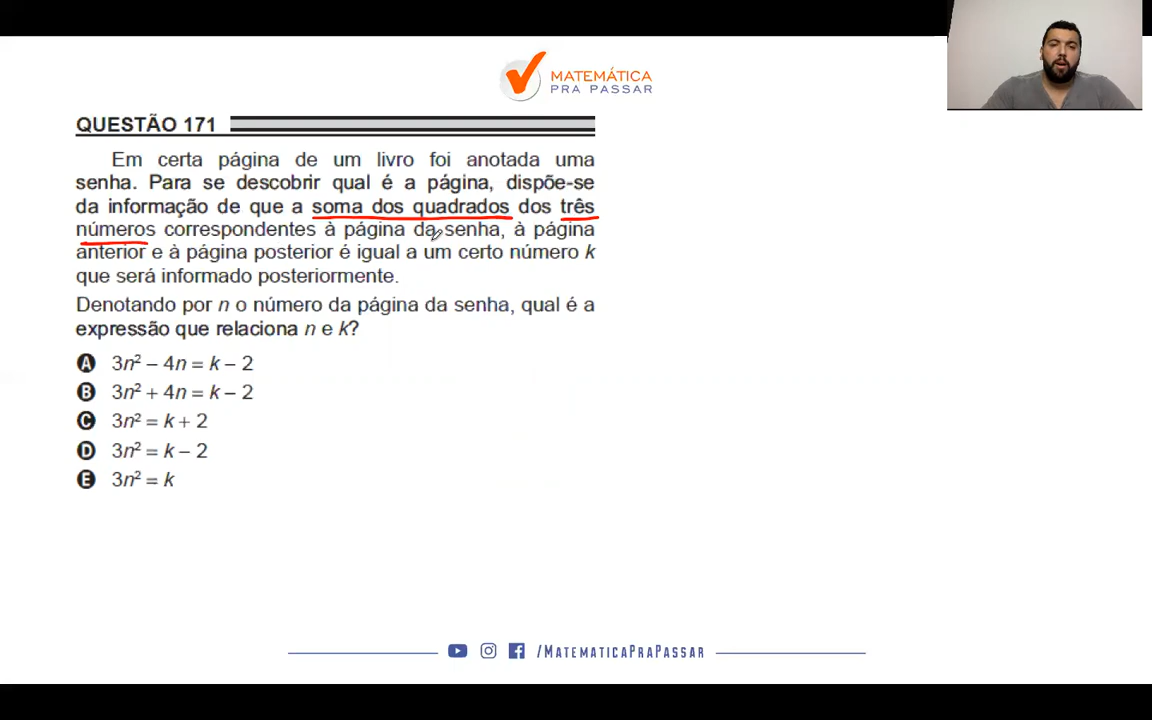 MATEMÁTICA
PRA PASSAR
QUESTÃO 171
Em certa página de um livro foi anotada uma
senha. Para se descobrir qual é a página, dispõe-se
da informação de que a soma dos quadrados dos três
números correspondentes à página da senha, à página
anterior e à página posterior é igual a um certo número k
que será informado posteriormente.
Denotando por n o número da página da senha, qual é a
expressão que relaciona n e k?
A 3n² – 4n = k – 2
B 3n² + 4n = k – 2
C 3n² = k + 2
D 3n² = k – 2
E 3n² = k
/MATEMATICAPRAPASSAR